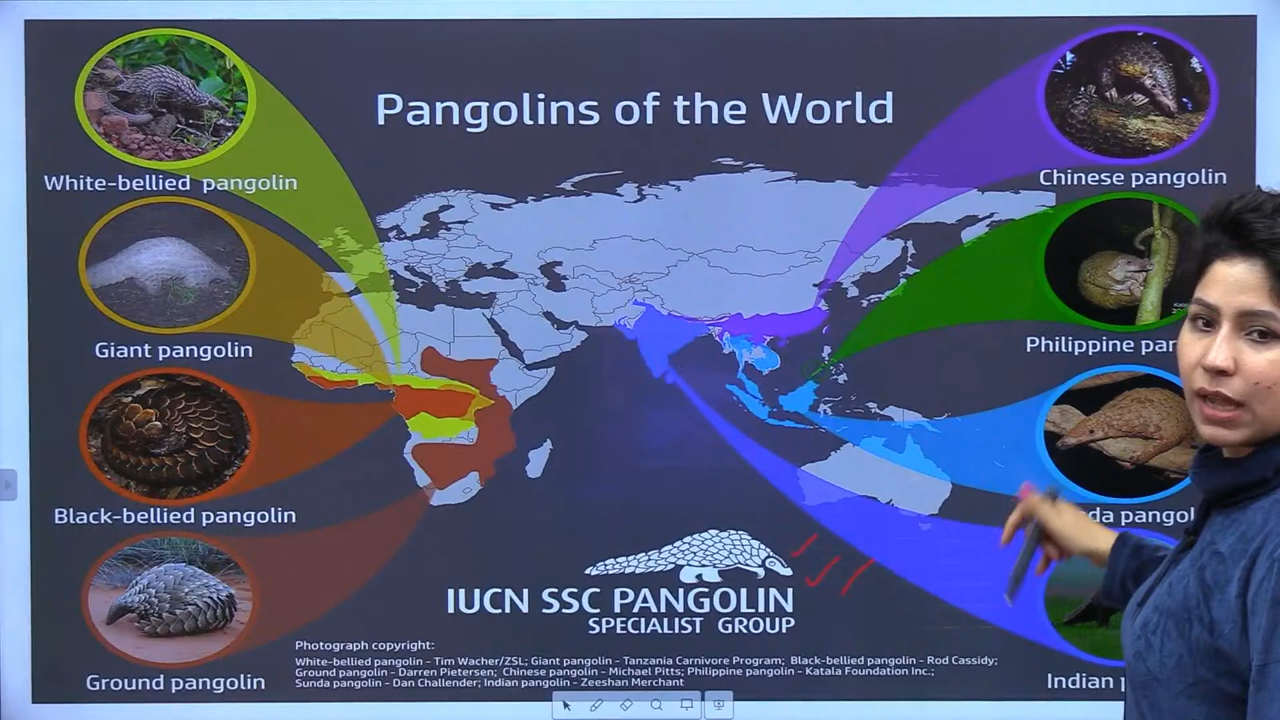 Pangolins of the World
White-bellied pangolin
Giant pangolin
Black-bellied pangolin
Ground pangolin
Chinese pangolin
Philippine pan
da pangol
Indian p
IUCN SSC PANGOLIN
SPECIALIST GROUP
Photograph copyright:
White-bellied pangolin - Tim Wacher/ZSL; Giant pangolin - Tanzania Carnivore Program; Black-bellied pangolin - Rod Cassidy;
Ground pangolin - Darren Pietersen; Chinese pangolin - Michael Pitts; Philippine pangolin - Katala Foundation Inc.;
Sunda pangolin - Dan Challender; Indian pangolin - Zeeshan Merchant